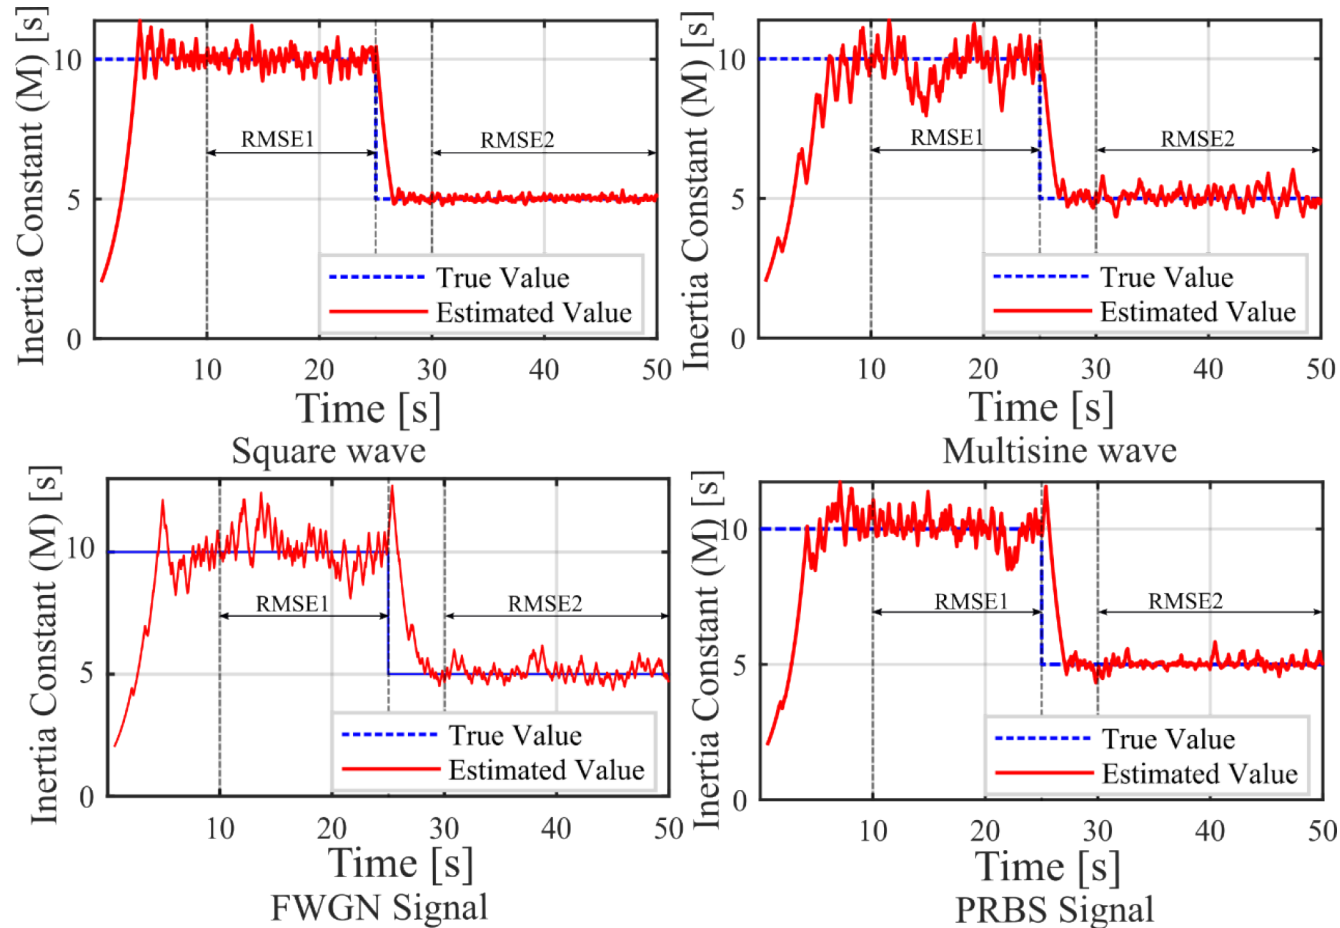 Inertia Constant (M) [s]
10
5
0
RMSE1
RMSE2
True Value
Estimated Value
10 20 30 40 50
Time [s]
Square wave
Inertia Constant (M) [s]
10
5
0
RMSE1
RMSE2
True Value
Estimated Value
10 20 30 40 50
Time [s]
Multisine wave
Inertia Constant (M) [s]
10
5
0
RMSE1
RMSE2
True Value
Estimated Value
10 20 30 40 50
Time [s]
FWGN Signal
Inertia Constant (M) [s]
10
5
0
RMSE1
RMSE2
True Value
Estimated Value
10 20 30 40 50
Time [s]
PRBS Signal